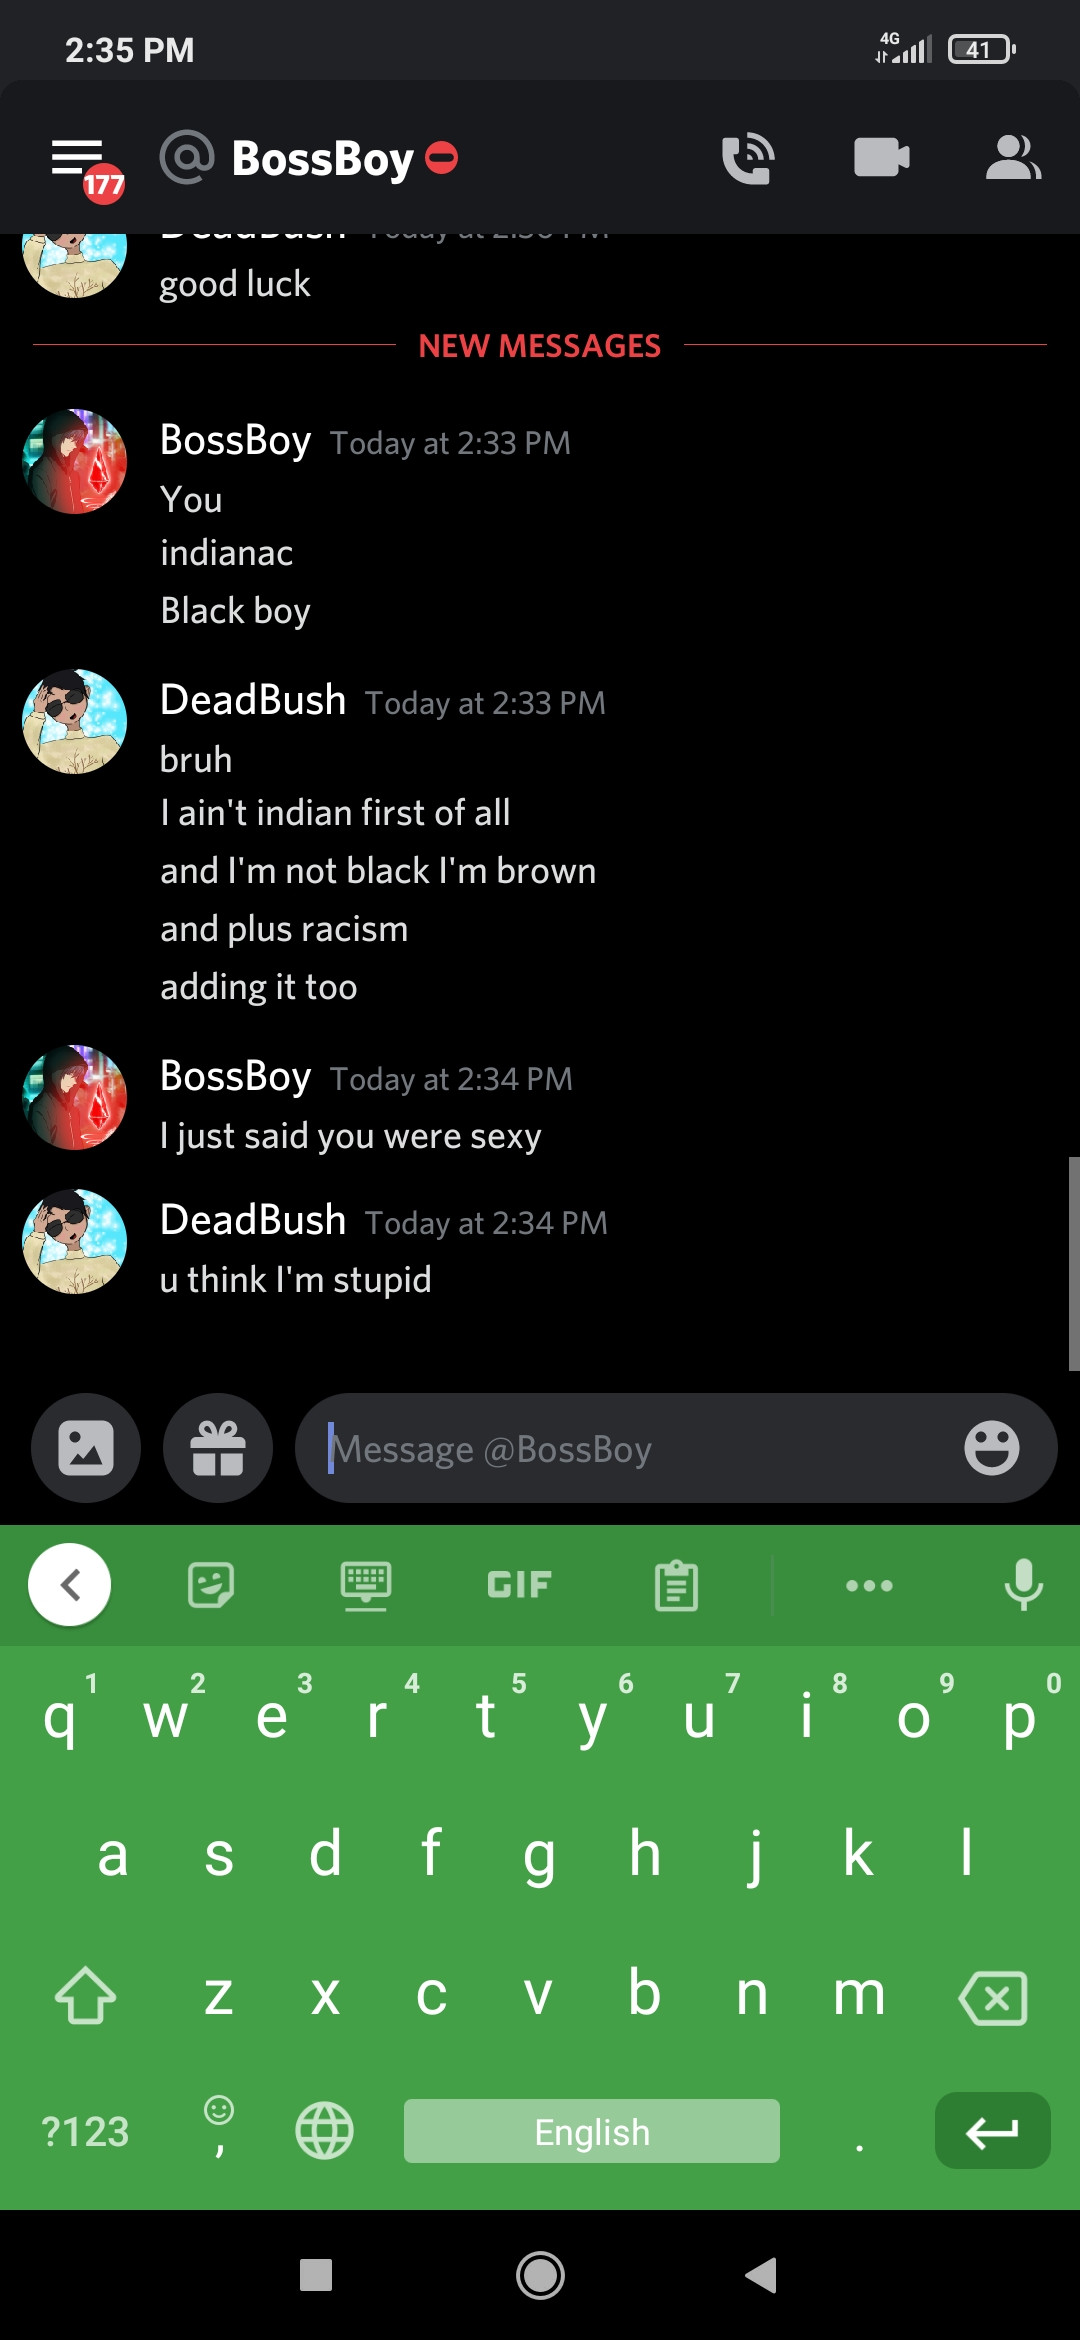 2:35 PM
4G
41
177
BossBoy
DeadBush Today at
good luck
NEW MESSAGES
BossBoy Today at 2:33 PM
You
indianac
Black boy
DeadBush Today at 2:33 PM
bruh
I ain't indian first of all
and I'm not black I'm brown
and plus racism
adding it too
BossBoy Today at 2:34 PM
I just said you were sexy
DeadBush Today at 2:34 PM
u think I'm stupid
Message @BossBoy
GIF
q 1 w 2 e 3 r 4 t 5 y 6 u 7 i 8 o 9 p 0
a s d f g h j k l
z x c v b n m
?123 , English .